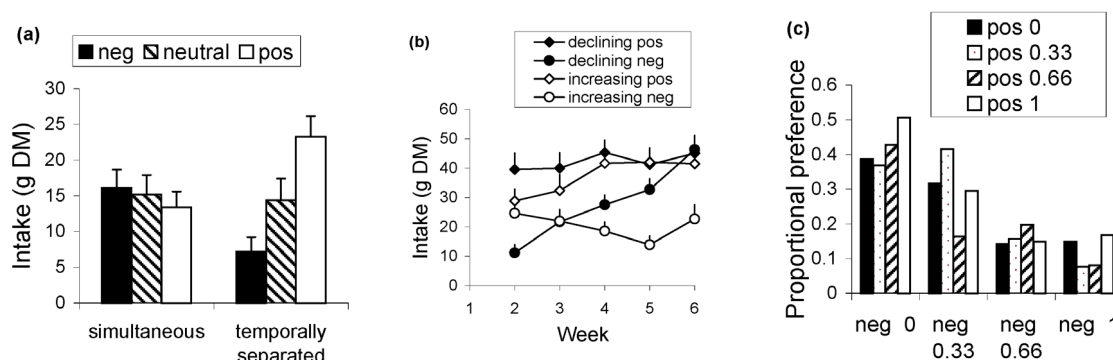 (a)
neg neutral pos
Intake (g DM)
30
25
20
15
10
5
0
simultaneous temporally
separated
(b)
declining pos
declining neg
increasing pos
increasing neg
Intake (g DM)
60
50
40
30
20
10
0
1 2 3 4 5 6
Week
(c)
pos 0
pos 0.33
pos 0.66
pos 1
Proportional preference
0.6
0.5
0.4
0.3
0.2
0.1
0
neg 0 neg neg neg 1
0.33 0.66